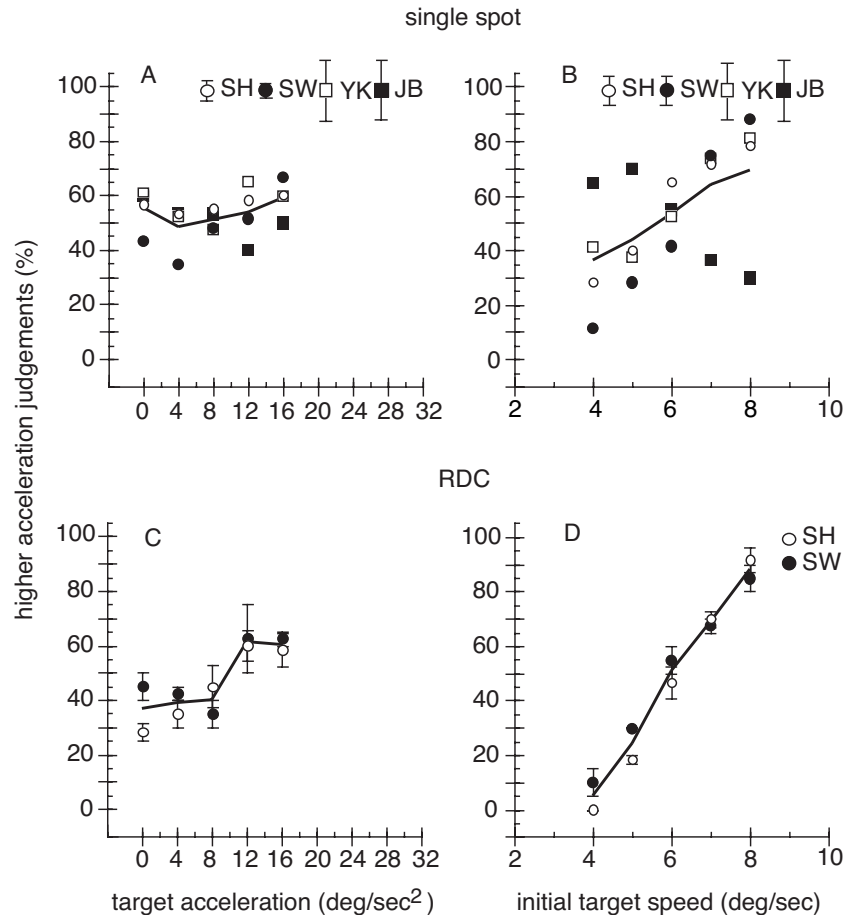 single spot
A
SH SW YK JB
B
SH SW YK JB
100
80
60
40
20
0
0 4 8 12 16 20 24 28 32
100
80
60
40
20
0
2 4 6 8 10
higher acceleration judgements (%)
RDC
C
D
SH
SW
100
80
60
40
20
0
0 4 8 12 16 20 24 28 32
100
80
60
40
20
0
2 4 6 8 10
target acceleration (deg/sec2)
initial target speed (deg/sec)